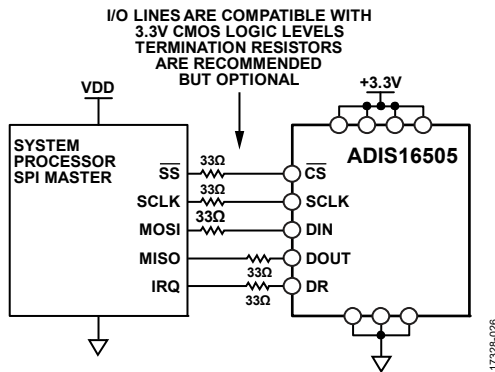 I/O LINES ARE COMPATIBLE WITH
3.3V CMOS LOGIC LEVELS
TERMINATION RESISTORS
ARE RECOMMENDED
BUT OPTIONAL
VDD
+3.3V
SYSTEM
PROCESSOR
SPI MASTER
ADIS16505
SS
33Ω
CS
SCLK
33Ω
SCLK
MOSI
33Ω
DIN
MISO
33Ω
DOUT
IRQ
33Ω
DR
17328-026